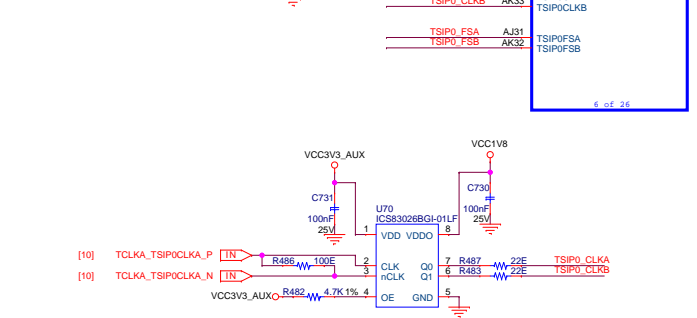 TSIP0_CLKB AK33 TSIP0CLKB
TSIP0_FSA AJ31 TSIP0FSA
TSIP0_FSB AK32 TSIP0FSB
6 of 26
VCC3V3_AUX VCC1V8
C731 100nF 25V
C730 100nF 25V
U70
ICS83026BGI-01LF
1 VDD VDDO 8
[10] TCLKA_TSIP0CLKA_P IN
R486 100E
2 CLK Q0 7 R487 22E TSIP0_CLKA
3 nCLK Q1 6 R483 22E TSIP0_CLKB
[10] TCLKA_TSIP0CLKA_N IN
VCC3V3_AUX R482 4.7K 1% 4 OE GND 5